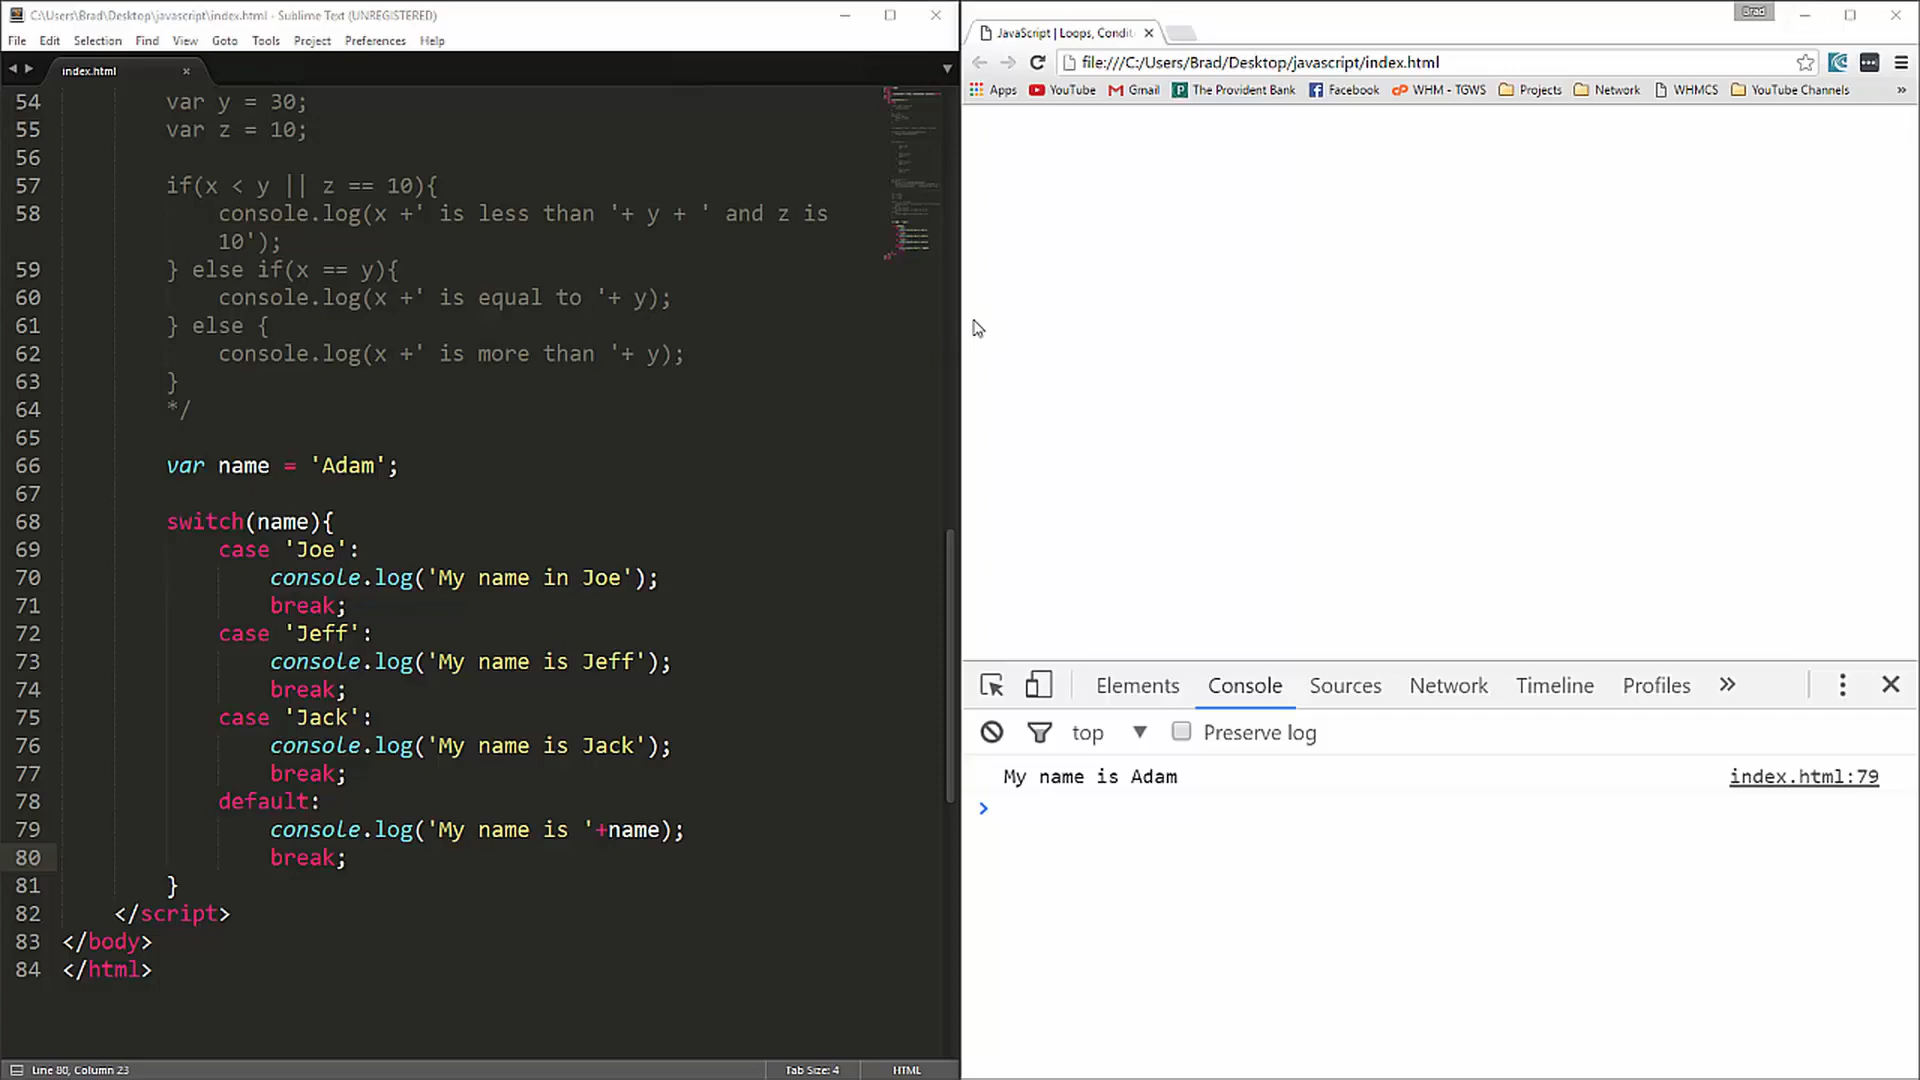 C:\Users\Brad\Desktop\javascript\index.html - Sublime Text (UNREGISTERED)
File Edit Selection Find View Goto Tools Project Preferences Help
index.html
54 var y = 30;
55 var z = 10;
56
57 if(x < y || z == 10){
58 console.log(x +' is less than '+ y + ' and z is
10');
59 } else if(x == y){
60 console.log(x +' is equal to '+ y);
61 } else {
62 console.log(x +' is more than '+ y);
63 }
64 */
65
66 var name = 'Adam';
67
68 switch(name){
69 case 'Joe':
70 console.log('My name in Joe');
71 break;
72 case 'Jeff':
73 console.log('My name is Jeff');
74 break;
75 case 'Jack':
76 console.log('My name is Jack');
77 break;
78 default:
79 console.log('My name is '+name);
80 break;
81 }
82 </script>
83 </body>
84 </html>
Line 80, Column 23 Tab Size: 4 HTML
Brad
JavaScript | Loops, Condit
file:///C:/Users/Brad/Desktop/javascript/index.html
Apps YouTube Gmail The Provident Bank Facebook WHM - TGWS Projects Network WHMCS YouTube Channels »
Elements Console Sources Network Timeline Profiles »
top Preserve log
My name is Adam index.html:79
>